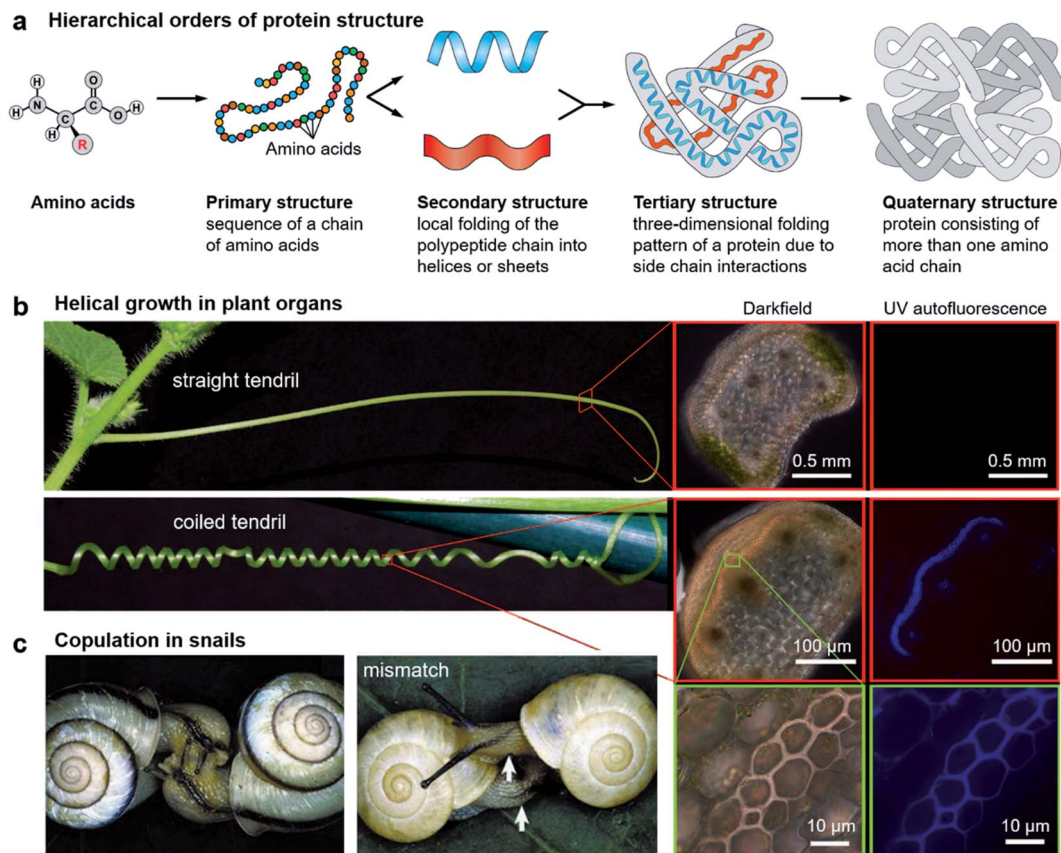 a Hierarchical orders of protein structure
H
H
N
C
H
R
C
O
O
H
Amino acids
Amino acids
Primary structure
sequence of a chain
of amino acids
Secondary structure
local folding of the
polypeptide chain into
helices or sheets
Tertiary structure
three-dimensional folding
pattern of a protein due to
side chain interactions
Quaternary structure
protein consisting of
more than one amino
acid chain
b Helical growth in plant organs
Darkfield
UV autofluorescence
straight tendril
0.5 mm
0.5 mm
coiled tendril
100 µm
100 µm
c Copulation in snails
mismatch
10 µm
10 µm